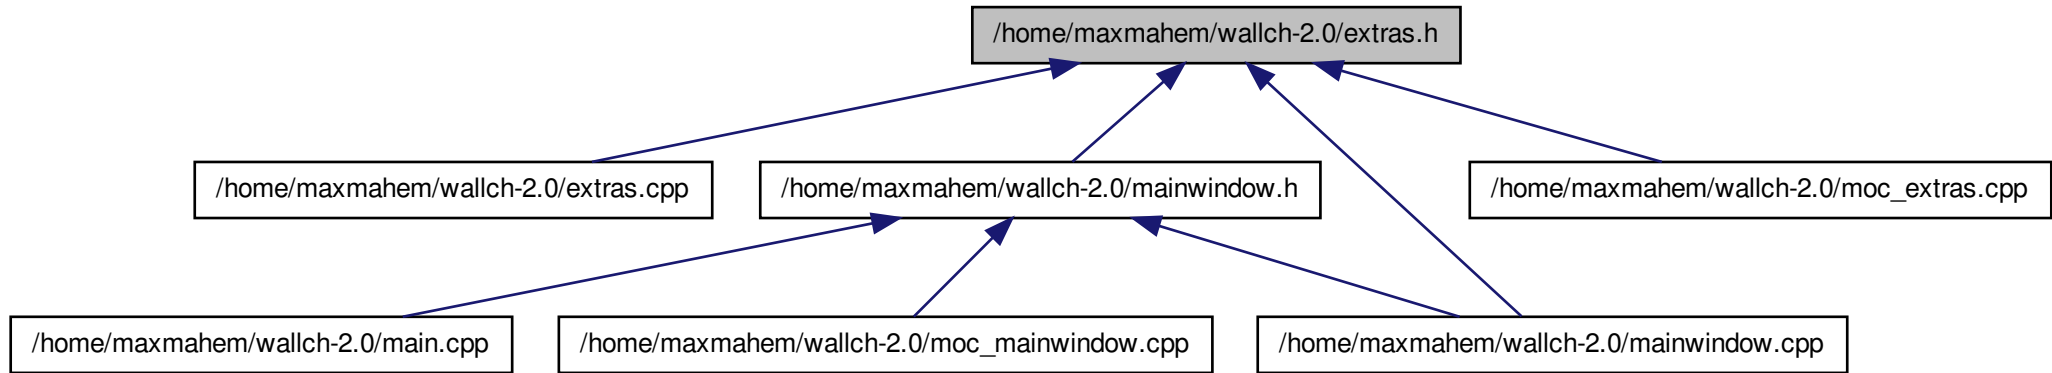 /home/maxmahem/wallch-2.0/extras.h
/home/maxmahem/wallch-2.0/extras.cpp
/home/maxmahem/wallch-2.0/mainwindow.h
/home/maxmahem/wallch-2.0/moc_extras.cpp
/home/maxmahem/wallch-2.0/main.cpp
/home/maxmahem/wallch-2.0/moc_mainwindow.cpp
/home/maxmahem/wallch-2.0/mainwindow.cpp